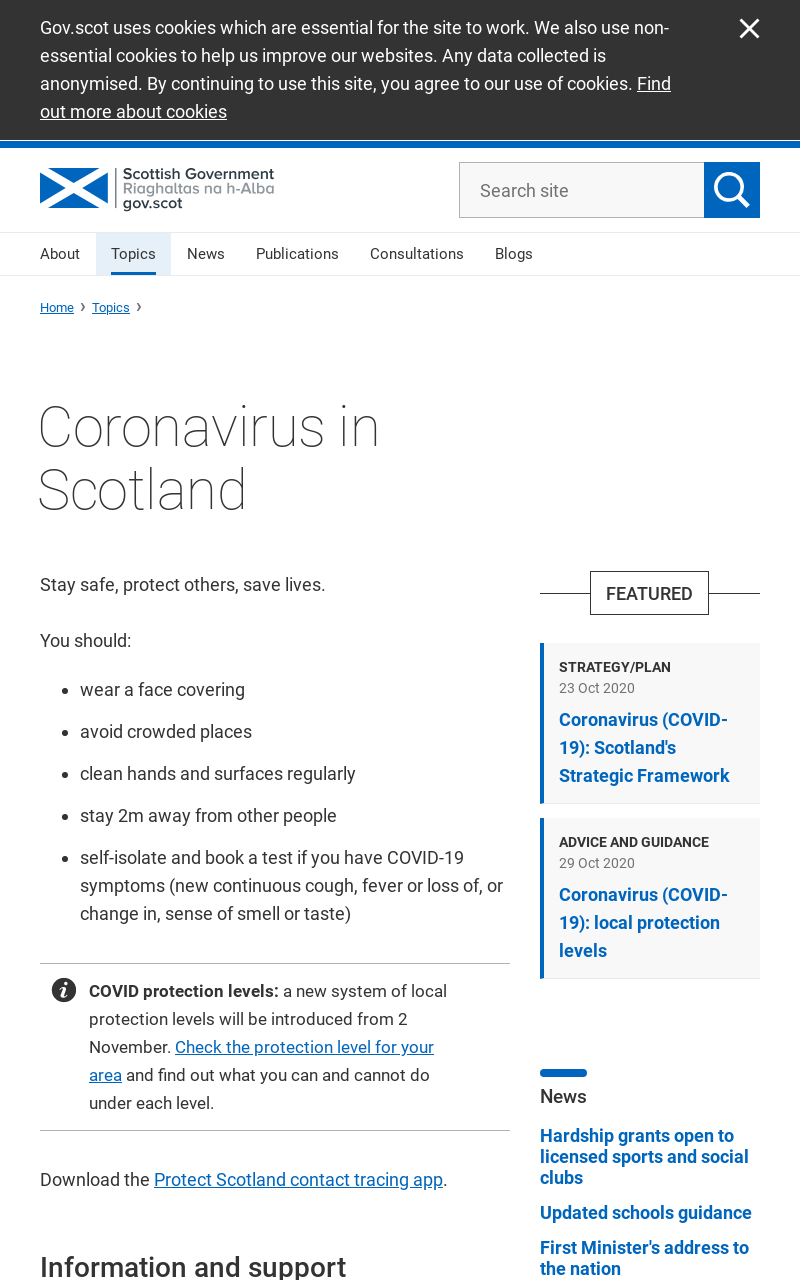 Gov.scot uses cookies which are essential for the site to work. We also use non-
essential cookies to help us improve our websites. Any data collected is
anonymised. By continuing to use this site, you agree to our use of cookies. Find
out more about cookies
Scottish Government
Riaghaltas na h-Alba
gov.scot
Search site
About
Topics
News
Publications
Consultations
Blogs
Home › Topics ›
Coronavirus in
Scotland
Stay safe, protect others, save lives.
You should:
• wear a face covering
• avoid crowded places
• clean hands and surfaces regularly
• stay 2m away from other people
• self-isolate and book a test if you have COVID-19
symptoms (new continuous cough, fever or loss of, or
change in, sense of smell or taste)
COVID protection levels: a new system of local
protection levels will be introduced from 2
November. Check the protection level for your
area and find out what you can and cannot do
under each level.
Download the Protect Scotland contact tracing app.
Information and support
FEATURED
STRATEGY/PLAN
23 Oct 2020
Coronavirus (COVID-
19): Scotland's
Strategic Framework
ADVICE AND GUIDANCE
29 Oct 2020
Coronavirus (COVID-
19): local protection
levels
News
Hardship grants open to
licensed sports and social
clubs
Updated schools guidance
First Minister's address to
the nation